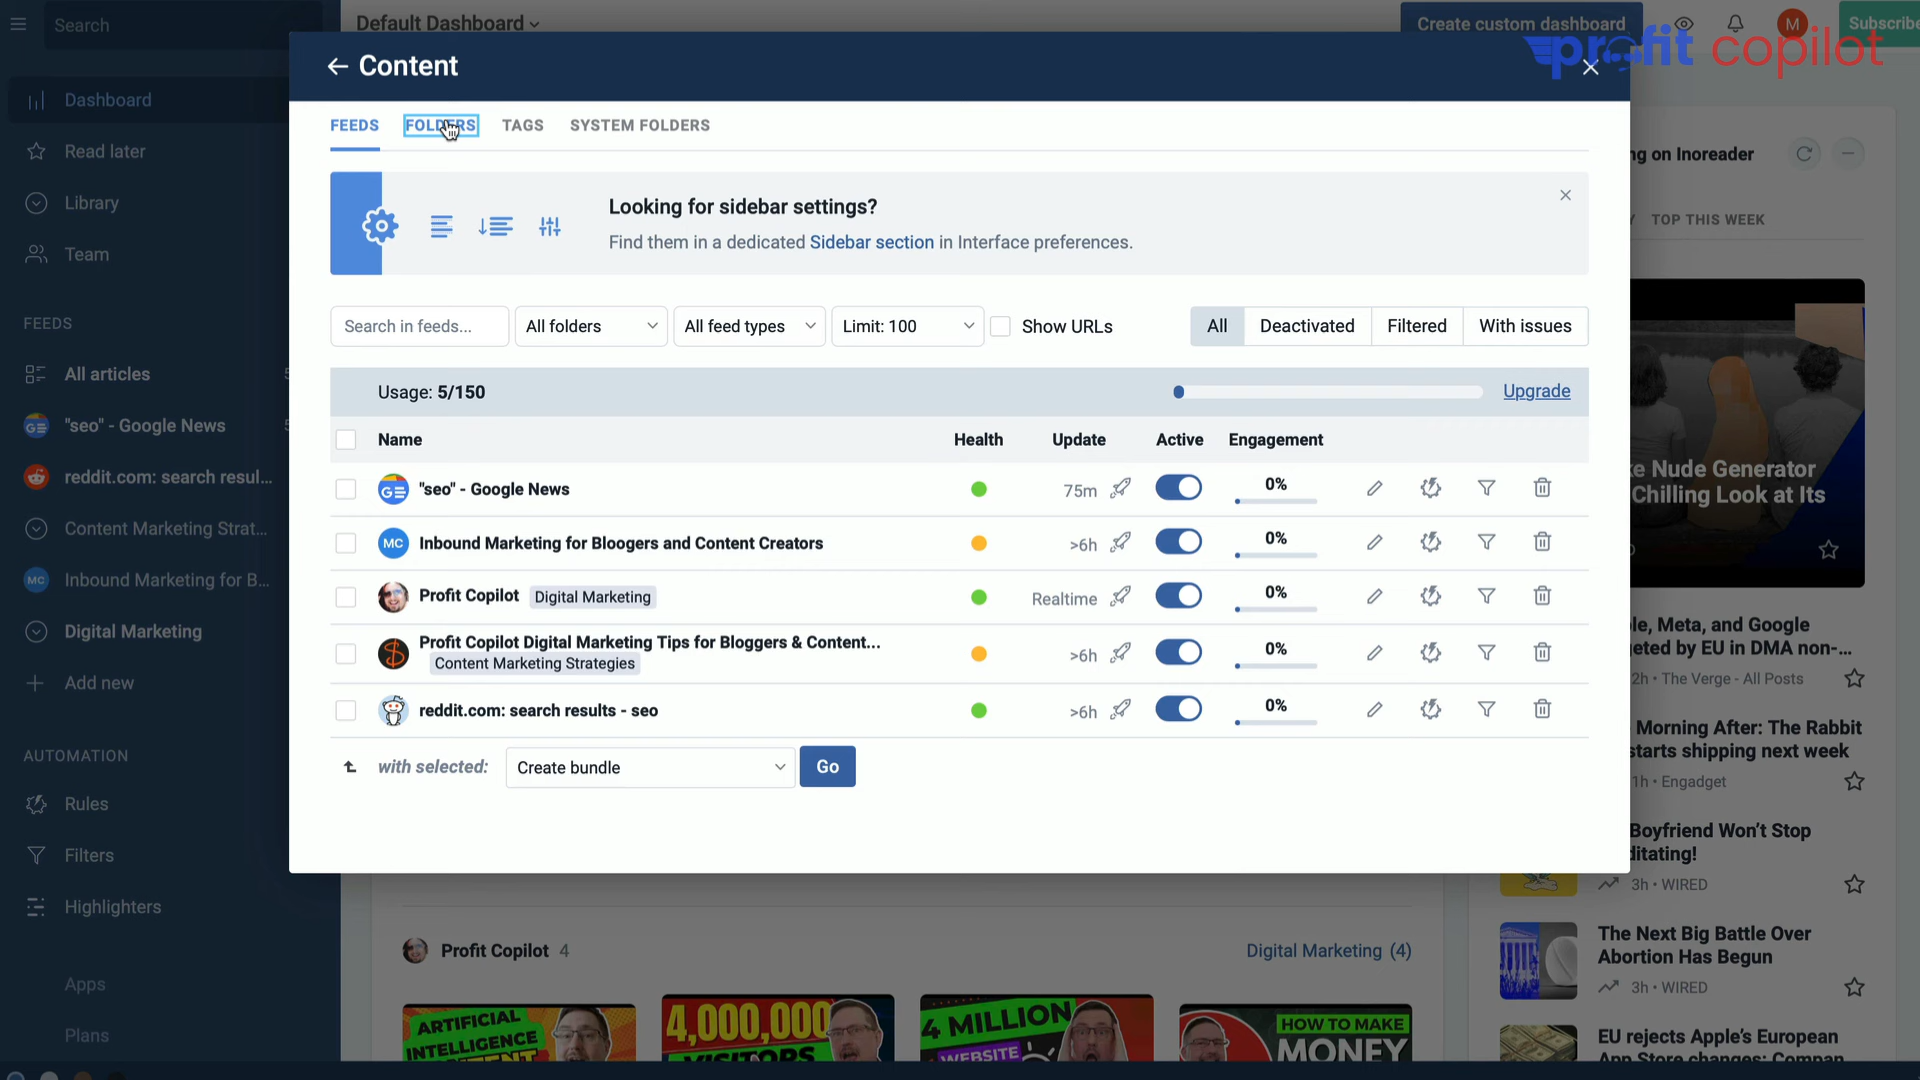 Search
Default Dashboard
Create custom dashboard
M
Subscribe
profit copilot
Dashboard
Read later
Library
Team
FEEDS
All articles
"seo" - Google News
reddit.com: search resul...
Content Marketing Strat...
MC
Inbound Marketing for B...
Digital Marketing
Add new
AUTOMATION
Rules
Filters
Highlighters
Apps
Plans
Content
FEEDS
FOLDERS
TAGS
SYSTEM FOLDERS
Looking for sidebar settings?
Find them in a dedicated Sidebar section in Interface preferences.
Search in feeds...
All folders
All feed types
Limit: 100
Show URLs
All
Deactivated
Filtered
With issues
Usage: 5/150
Upgrade
Name
Health
Update
Active
Engagement
"seo" - Google News
75m
0%
MC
Inbound Marketing for Bloogers and Content Creators
>6h
0%
Profit Copilot
Digital Marketing
Realtime
0%
Profit Copilot Digital Marketing Tips for Bloggers & Content...
Content Marketing Strategies
>6h
0%
reddit.com: search results - seo
>6h
0%
with selected:
Create bundle
Go
Profit Copilot 4
Digital Marketing (4)
ARTIFICIAL
INTELLIGENCE
4,000,000
VISITORS
4 MILLION
WEBSITE
HOW TO MAKE
MONEY
ng on Inoreader
TOP THIS WEEK
ke Nude Generator
Chilling Look at Its
le, Meta, and Google
geted by EU in DMA non-...
2h • The Verge - All Posts
Morning After: The Rabbit
starts shipping next week
1h • Engadget
Boyfriend Won't Stop
ditating!
3h • WIRED
The Next Big Battle Over
Abortion Has Begun
3h • WIRED
EU rejects Apple's European
App Store changes: Compan